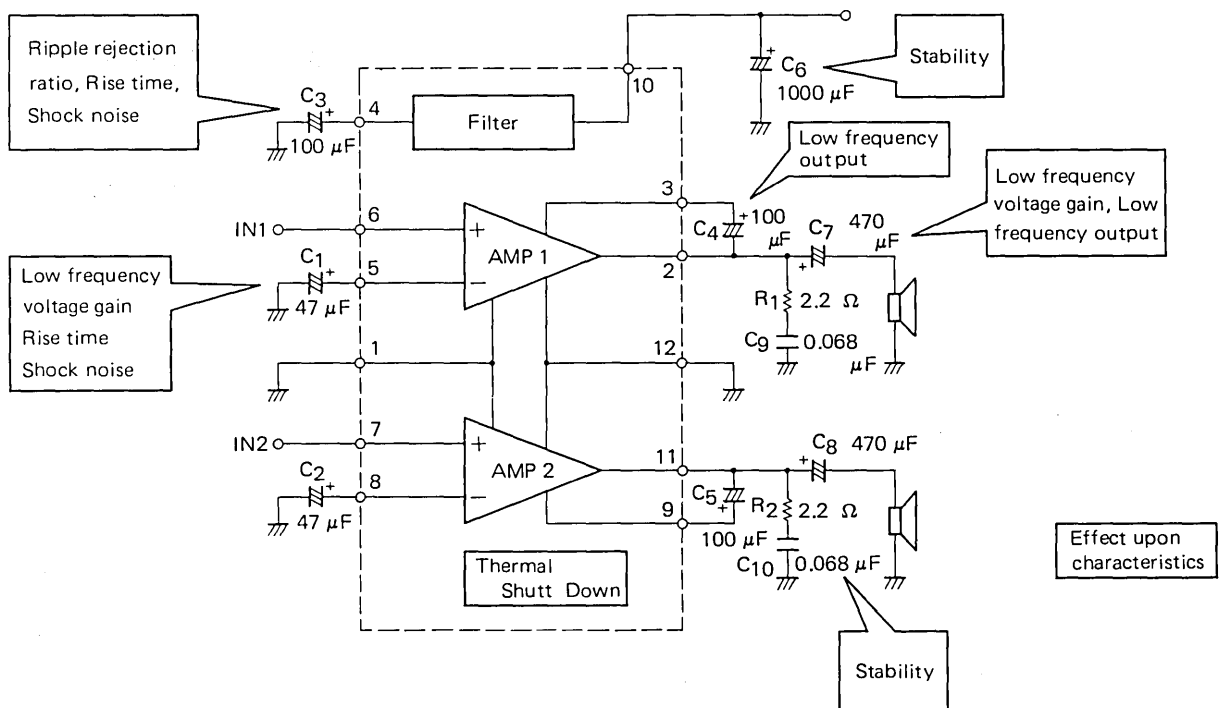 Ripple rejection
ratio, Rise time,
Shock noise
C3
+
100 µF
4
Filter
10
+
C6
1000 µF
Stability
Low frequency
output
Low frequency
voltage gain, Low
frequency output
IN1
6
+
AMP 1
3
C4
+100
µF
2
C7
470
µF
+
R1
2.2 Ω
C9
0.068
µF
Low frequency
voltage gain
Rise time
Shock noise
C1
+
47 µF
5
−
1
12
IN2
7
+
AMP 2
C2
+
47 µF
8
−
11
C8
470 µF
+
C5
+
100 µF
9
R2
2.2 Ω
C10
0.068 µF
Thermal
Shutt Down
Stability
Effect upon
characteristics